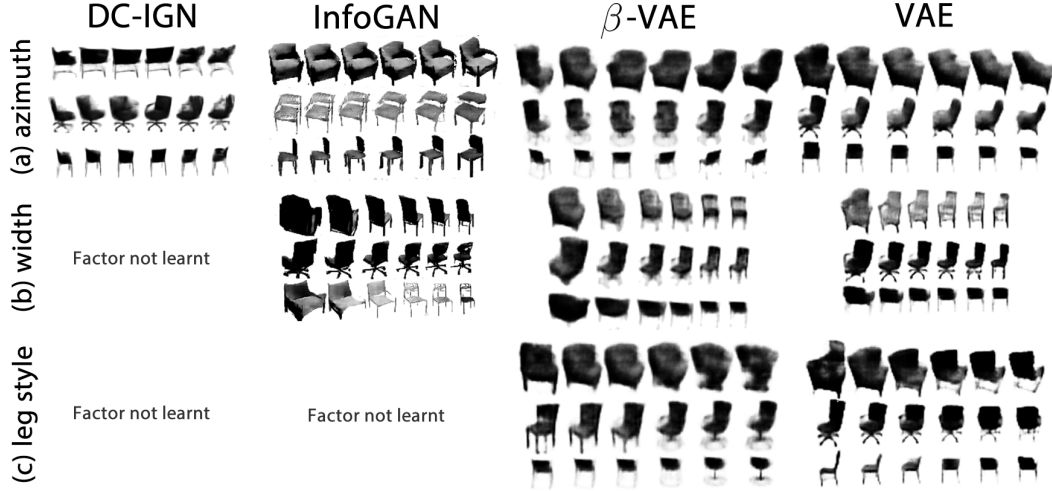 DC-IGN InfoGAN β-VAE VAE
(a) azimuth
(b) width
Factor not learnt
(c) leg style
Factor not learnt Factor not learnt